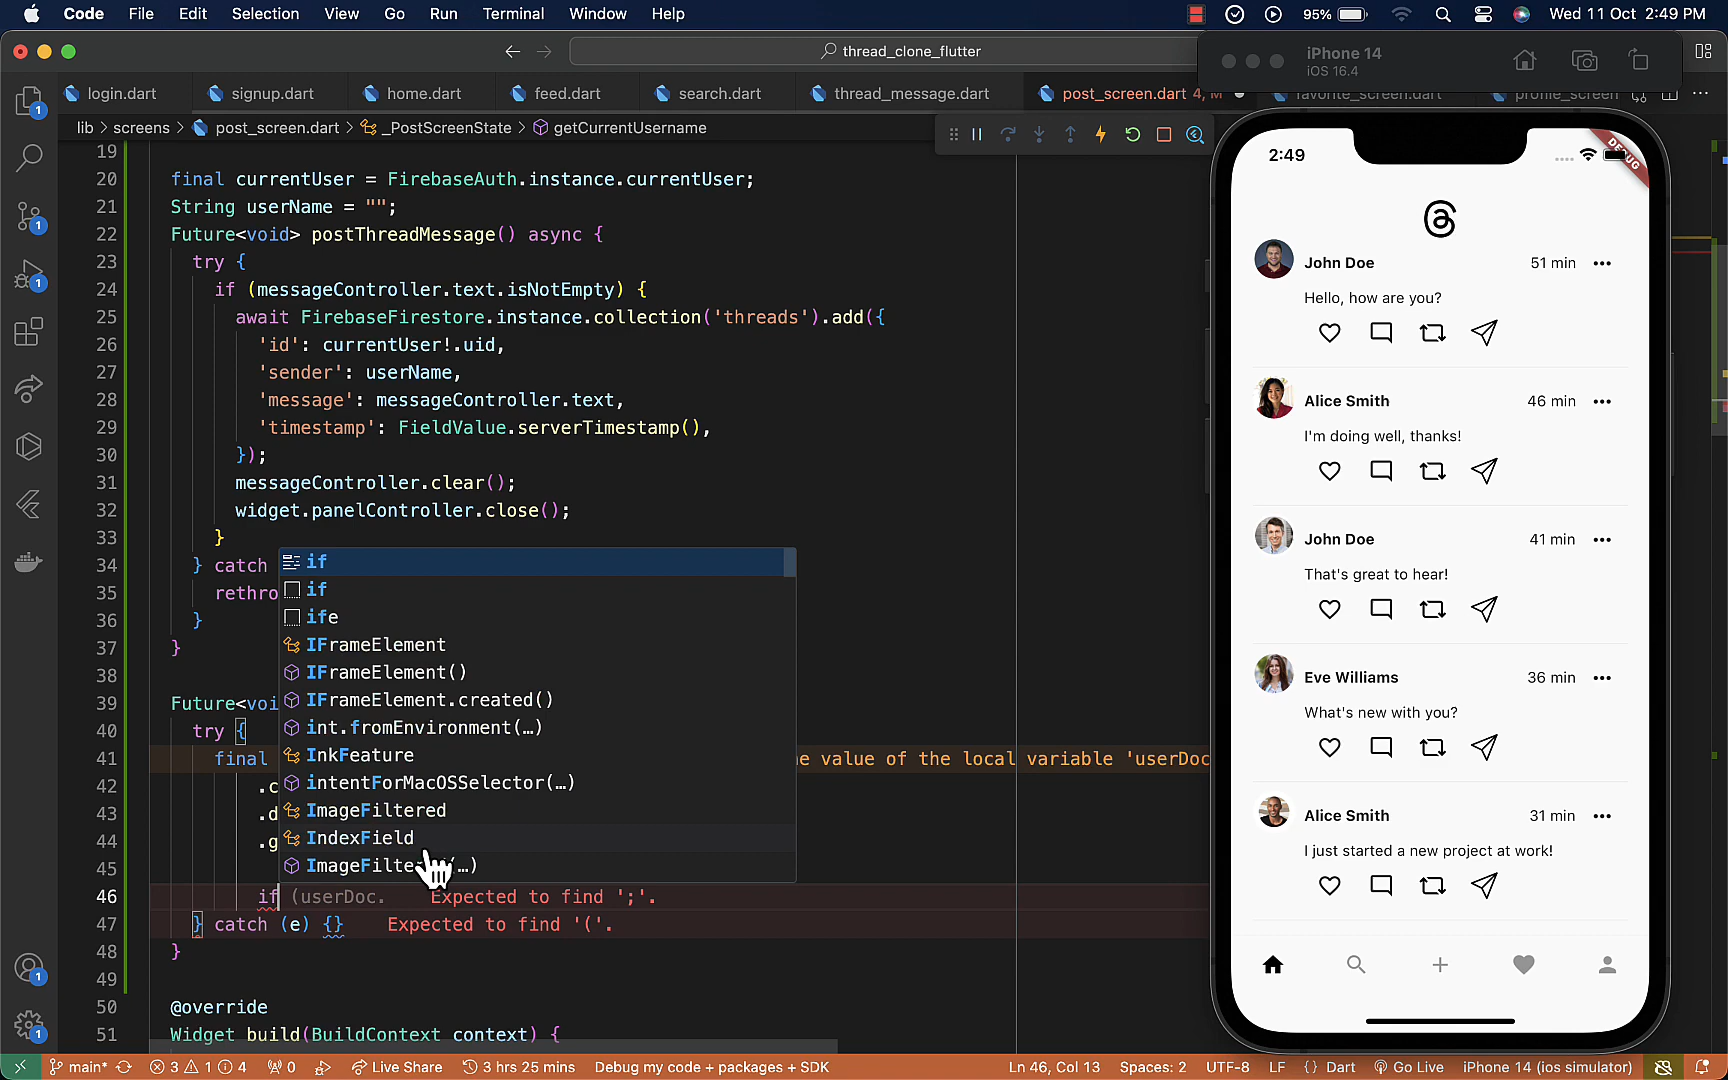 Code File Edit Selection View Go Run Terminal Window Help 95% Wed 11 Oct 2:49 PM
thread_clone_flutter
iPhone 14
iOS 16.4
login.dart signup.dart home.dart feed.dart search.dart thread_message.dart post_screen.dart 4, M favorite_screen.dart profile_screen
lib > screens > post_screen.dart > _PostScreenState > getCurrentUsername
19
20 final currentUser = FirebaseAuth.instance.currentUser;
21 String userName = "";
22 Future<void> postThreadMessage() async {
23 try {
24 if (messageController.text.isNotEmpty) {
25 await FirebaseFirestore.instance.collection('threads').add({
26 'id': currentUser!.uid,
27 'sender': userName,
28 'message': messageController.text,
29 'timestamp': FieldValue.serverTimestamp(),
30 });
31 messageController.clear();
32 widget.panelController.close();
33 }
34 } catch
35 rethro
36 }
37 }
38
39 Future<voi
40 try {
41 final e value of the local variable 'userDoc
42 .c
43 .d
44 .g
45
46 if (userDoc. Expected to find ';'.
47 } catch (e) {} Expected to find '('.
48 }
49
50 @override
51 Widget build(BuildContext context) {
if
if
ife
IFrameElement
IFrameElement()
IFrameElement.created()
int.fromEnvironment(…)
InkFeature
intentForMacOSSelector(…)
ImageFiltered
IndexField
ImageFilte (…)
2:49
DEBUG
John Doe 51 min
Hello, how are you?
Alice Smith 46 min
I'm doing well, thanks!
John Doe 41 min
That's great to hear!
Eve Williams 36 min
What's new with you?
Alice Smith 31 min
I just started a new project at work!
1
1
1
1
1
main* 3 1 4 0 Live Share 3 hrs 25 mins Debug my code + packages + SDK Ln 46, Col 13 Spaces: 2 UTF-8 LF {} Dart Go Live iPhone 14 (ios simulator)